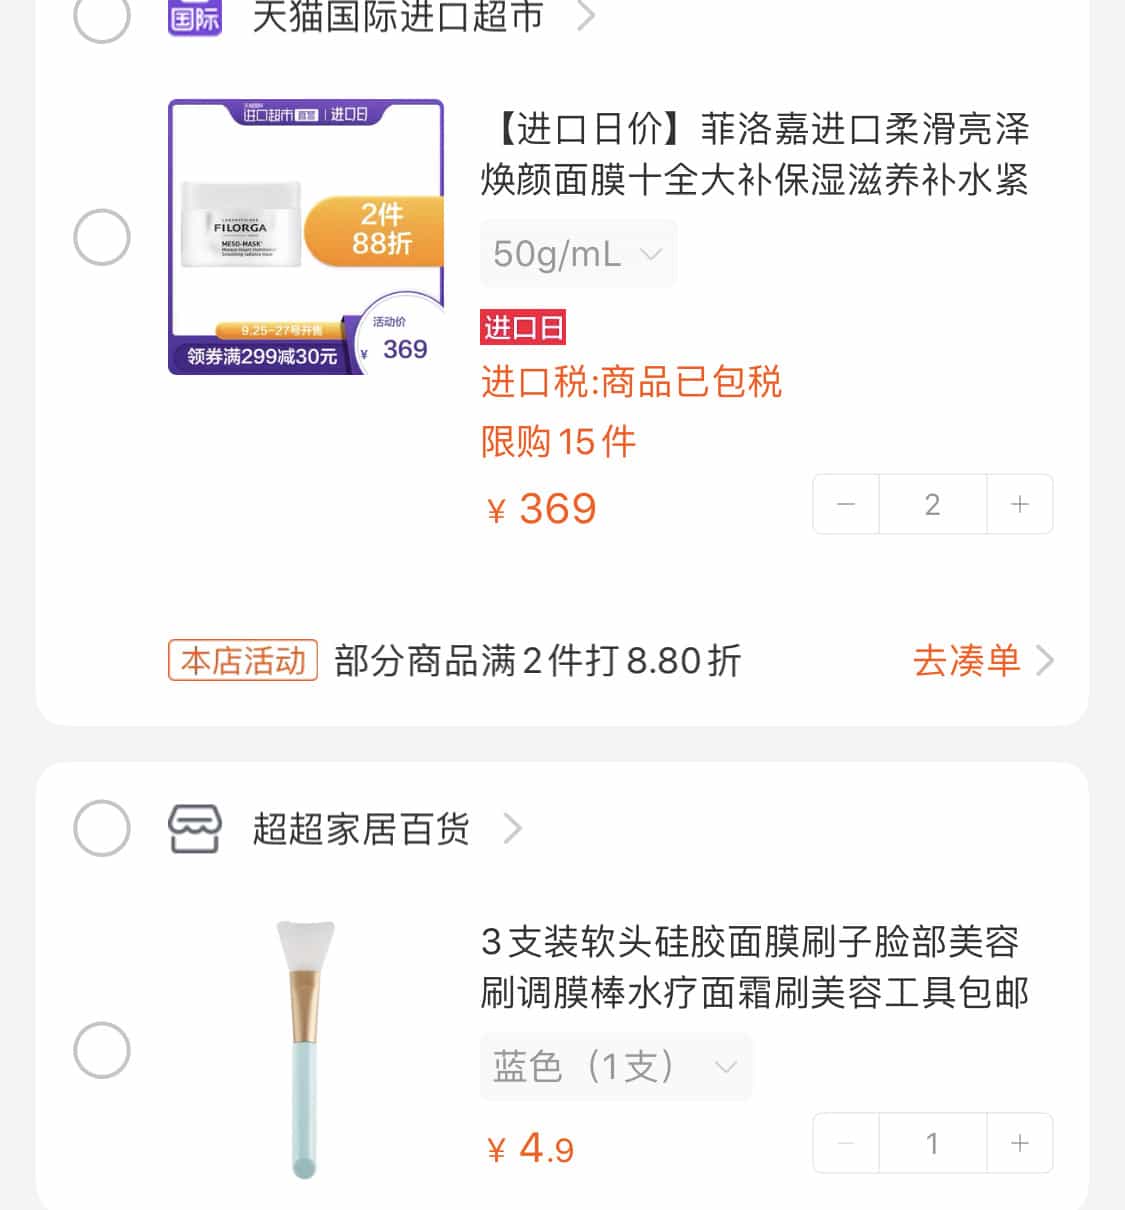 国际 天猫国际进口超市
进口超市 直营 | 进口日
FILORGA
MESO-MASK
2件
88折
9.25-27号开售
活动价
¥ 369
领券满299减30元
【进口日价】菲洛嘉进口柔滑亮泽
焕颜面膜十全大补保湿滋养补水紧
50g/mL
进口日
进口税:商品已包税
限购15件
¥ 369
2
本店活动 部分商品满2件打8.80折 去凑单
超超家居百货
3支装软头硅胶面膜刷子脸部美容
刷调膜棒水疗面霜刷美容工具包邮
蓝色（1支）
¥ 4.9
1